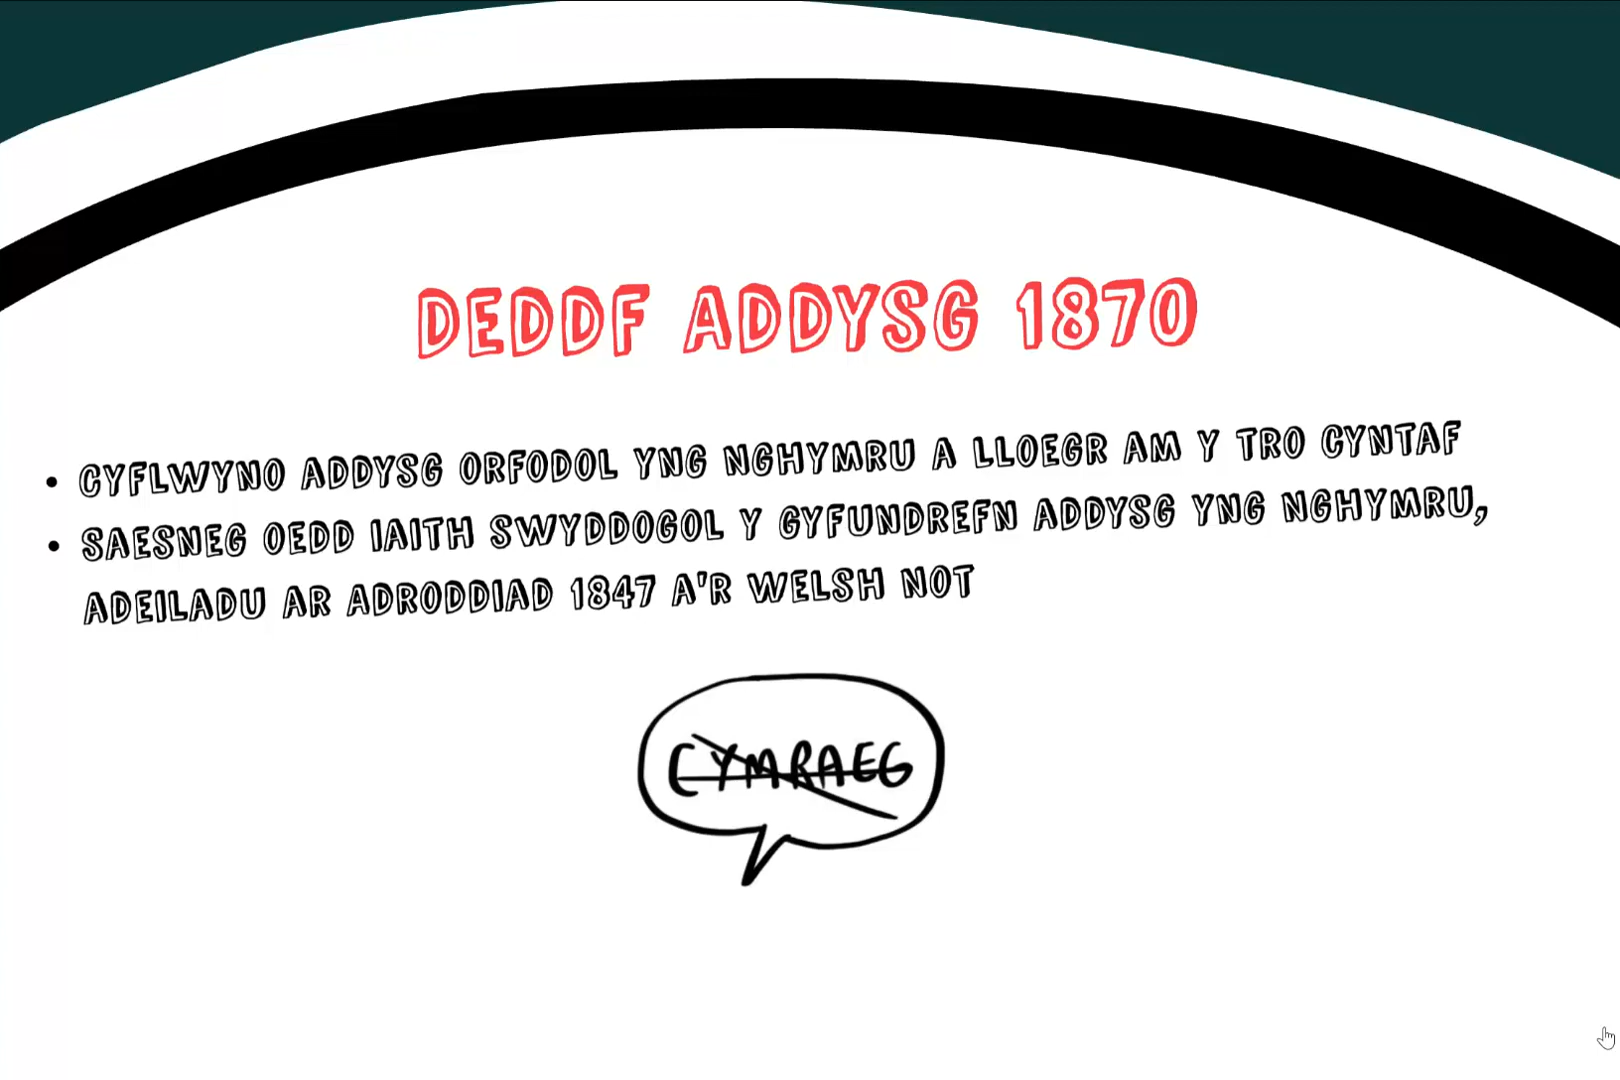 DEDDF ADDYSG 1870
• CYFLWYNO ADDYSG ORFODOL YNG NGHYMRU A LLOEGR AM Y TRO CYNTAF
• SAESNEG OEDD IAITH SWYDDOGOL Y GYFUNDREFN ADDYSG YNG NGHYMRU,
ADEILADU AR ADRODDIAD 1847 A'R WELSH NOT
CYMRAEG